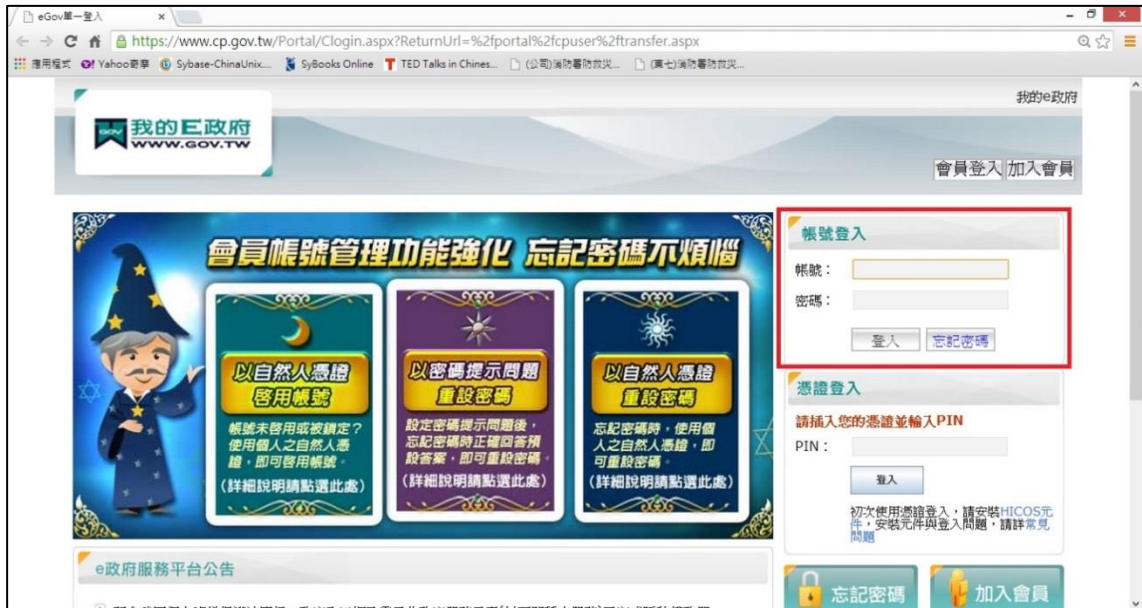 eGov單一登入
https://www.cp.gov.tw/Portal/Clogin.aspx?ReturnUrl=%2fportal%2fcpuser%2ftransfer.aspx
應用程式 Yahoo奇摩 Sybase-ChinaUnix... SyBooks Online TED Talks in Chines... (公司)消防署防救災... (東七)消防署防救災...
我的e政府
GOV 我的E政府
WWW.GOV.TW
會員登入 加入會員
會員帳號管理功能強化 忘記密碼不煩惱
以自然人憑證
啓用帳號
帳號未啓用或被鎖定?
使用個人之自然人憑
證,即可啓用帳號。
(詳細說明請點選此處)
以密碼提示問題
重設密碼
設定密碼提示問題後,
忘記密碼時正確回答預
設答案,即可重設密碼。
(詳細說明請點選此處)
以自然人憑證
重設密碼
忘記密碼時,使用個
人之自然人憑證,即
可重設密碼。
(詳細說明請點選此處)
帳號登入
帳號:
密碼:
登入 忘記密碼
憑證登入
請插入您的憑證並輸入PIN
PIN:
登入
初次使用憑證登入,請安裝HICOS元
件,安裝元件與登入問題,請詳常見
問題
e政府服務平台公告
忘記密碼 加入會員